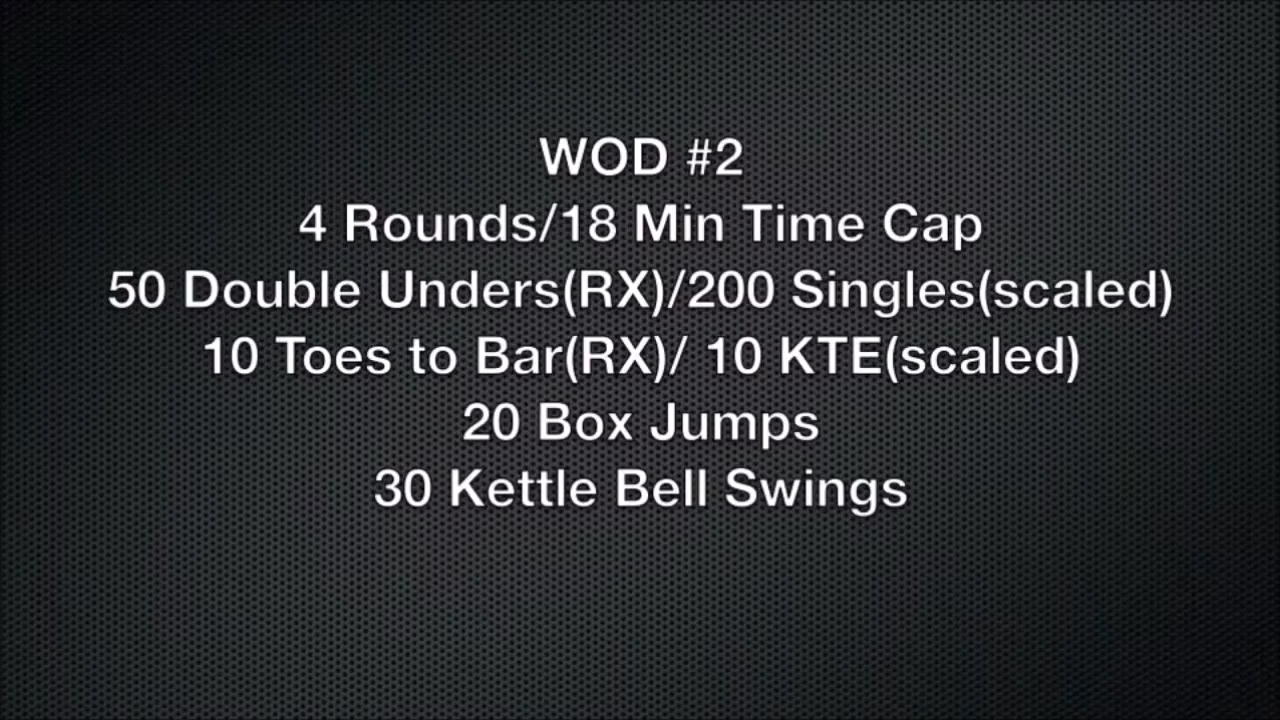 WOD #2
4 Rounds/18 Min Time Cap
50 Double Unders(RX)/200 Singles(scaled)
10 Toes to Bar(RX)/ 10 KTE(scaled)
20 Box Jumps
30 Kettle Bell Swings